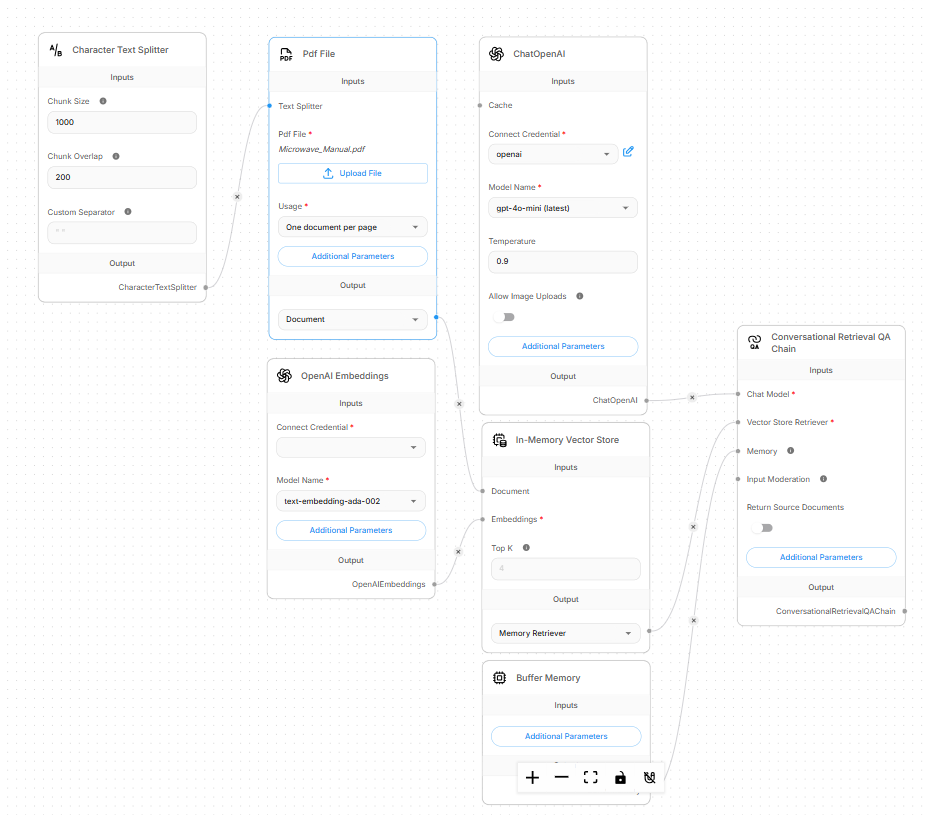 Character Text Splitter
Inputs
Chunk Size
1000
Chunk Overlap
200
Custom Separator
" "
Output
CharacterTextSplitter
Pdf File
Inputs
Text Splitter
Pdf File *
Microwave_Manual.pdf
Upload File
Usage *
One document per page
Additional Parameters
Output
Document
OpenAI Embeddings
Inputs
Connect Credential *
Model Name *
text-embedding-ada-002
Additional Parameters
Output
OpenAIEmbeddings
ChatOpenAI
Inputs
Cache
Connect Credential *
openai
Model Name *
gpt-4o-mini (latest)
Temperature
0.9
Allow Image Uploads
Additional Parameters
Output
ChatOpenAI
In-Memory Vector Store
Inputs
Document
Embeddings *
Top K
4
Output
Memory Retriever
Buffer Memory
Inputs
Additional Parameters
Conversational Retrieval QA
Chain
Inputs
Chat Model *
Vector Store Retriever *
Memory
Input Moderation
Return Source Documents
Additional Parameters
Output
ConversationalRetrievalQAChain